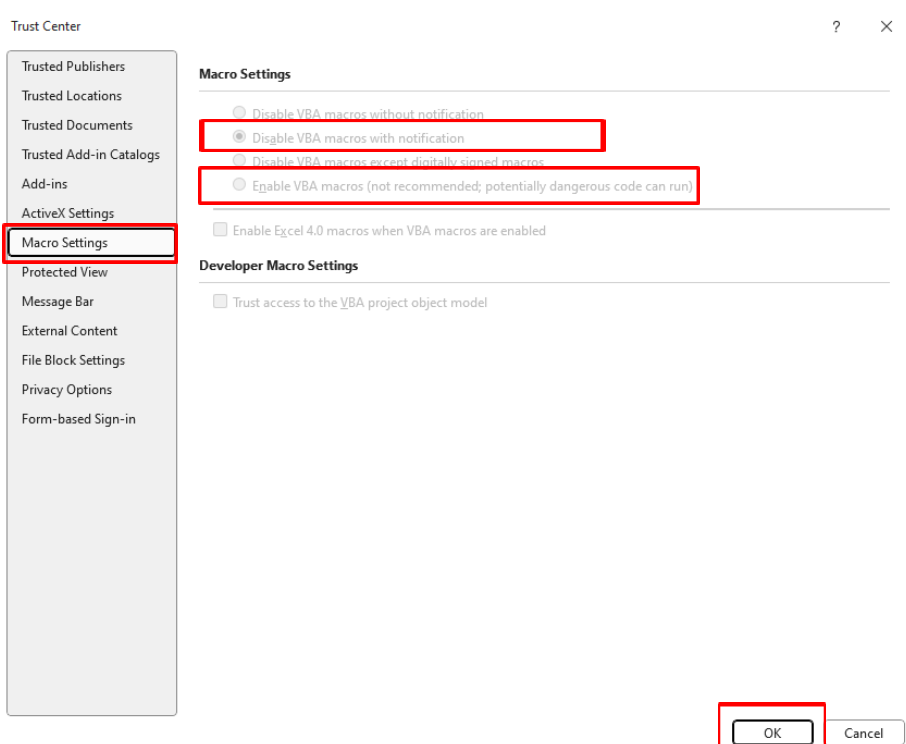 Trust Center
?
Trusted Publishers
Trusted Locations
Trusted Documents
Trusted Add-in Catalogs
Add-ins
ActiveX Settings
Macro Settings
Protected View
Message Bar
External Content
File Block Settings
Privacy Options
Form-based Sign-in
Macro Settings
Disable VBA macros without notification
Disable VBA macros with notification
Disable VBA macros except digitally signed macros
Enable VBA macros (not recommended; potentially dangerous code can run)
Enable Excel 4.0 macros when VBA macros are enabled
Developer Macro Settings
Trust access to the VBA project object model
OK
Cancel